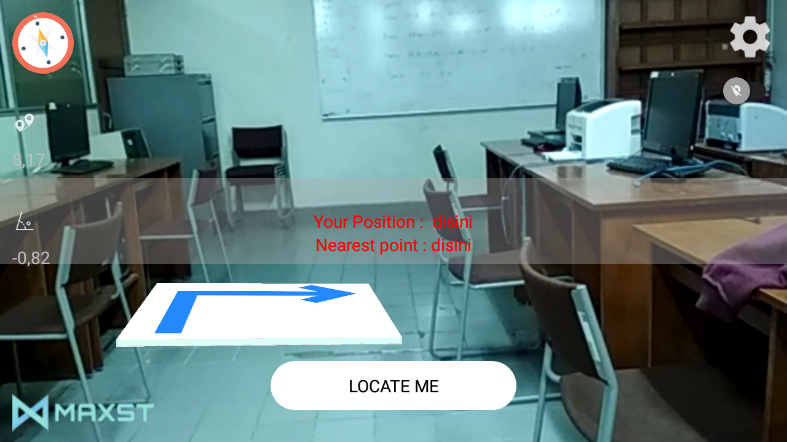 8,17
Your Position : disini
Nearest point : disini
-0,82
LOCATE ME
MAXST